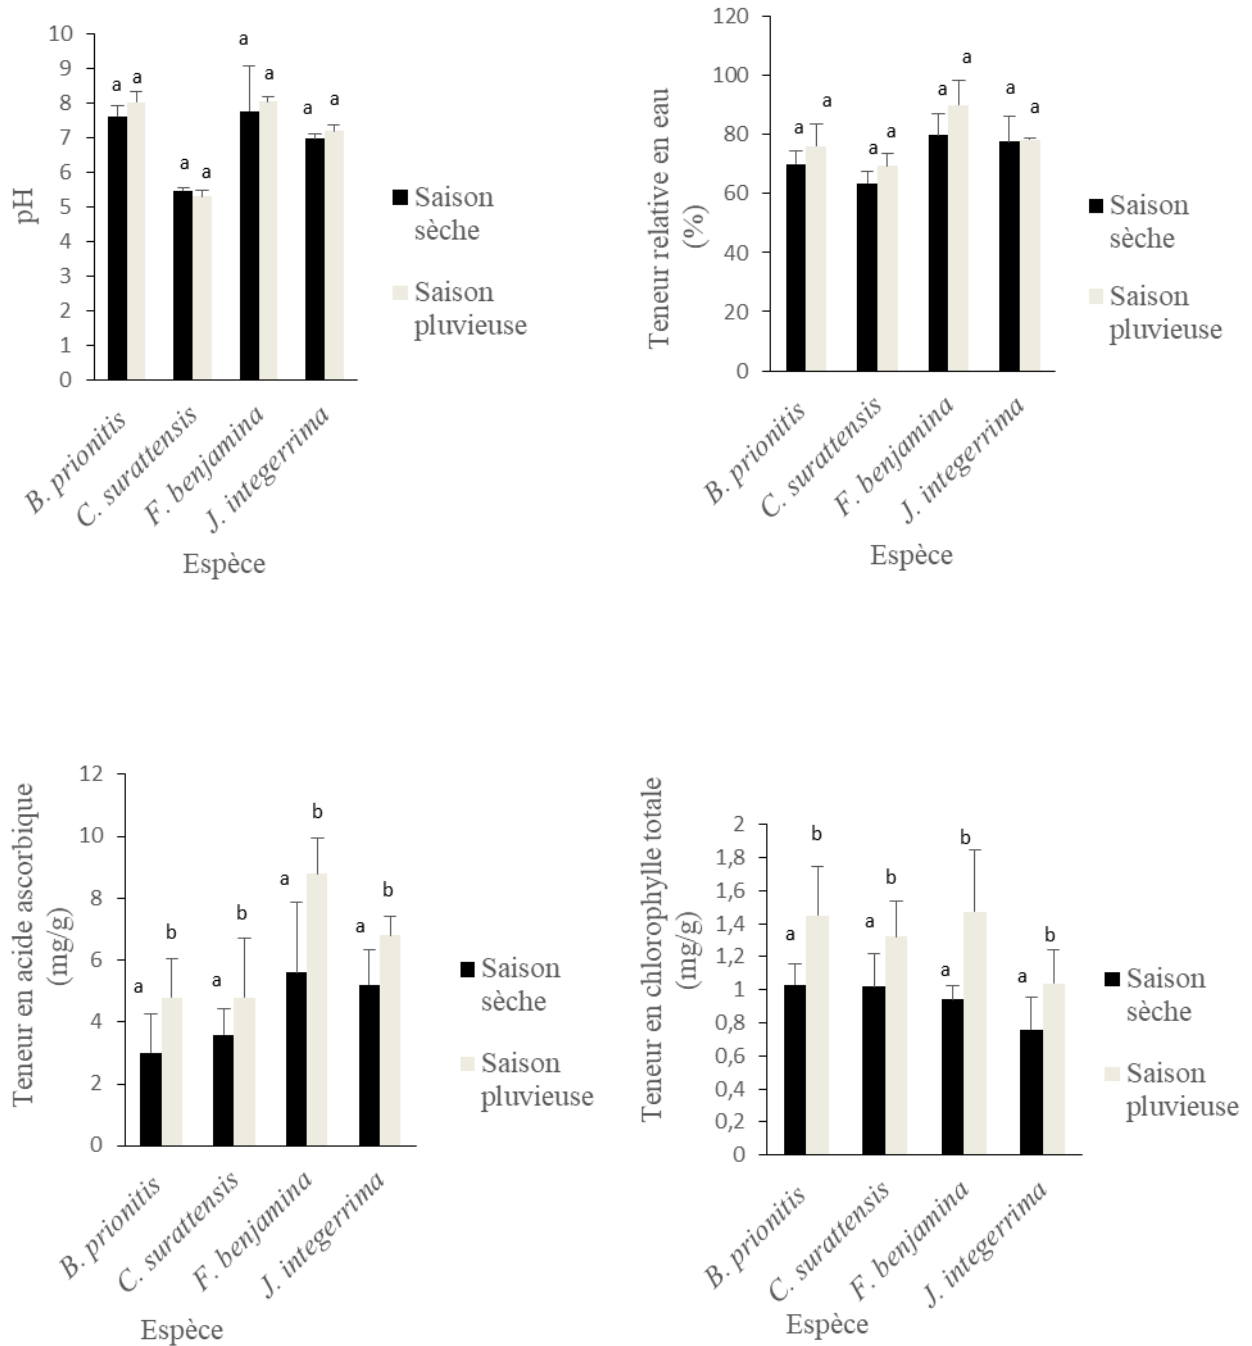 10
9
8
7
6
5
4
3
2
1
0
pH
a a a a a a a a
B. prionitis
C. surattensis
F. benjamina
J. integerrima
Espèce
Saison
sèche
Saison
pluvieuse
120
100
80
60
40
20
0
Teneur relative en eau
(%)
a a a a a a a a
B. prionitis
C. surattensis
F. benjamina
J. integerrima
Espèce
Saison
sèche
Saison
pluvieuse
12
10
8
6
4
2
0
Teneur en acide ascorbique
(mg/g)
a b a b a b a b
B. prionitis
C. surattensis
F. benjamina
J. integerrima
Espèce
Saison
sèche
Saison
pluvieuse
2
1,8
1,6
1,4
1,2
1
0,8
0,6
0,4
0,2
0
Teneur en chlorophylle totale
(mg/g)
a b a b a b a b
B. prionitis
C. surattensis
F. benjamina
J. integerrima
Espèce
Saison
sèche
Saison
pluvieuse